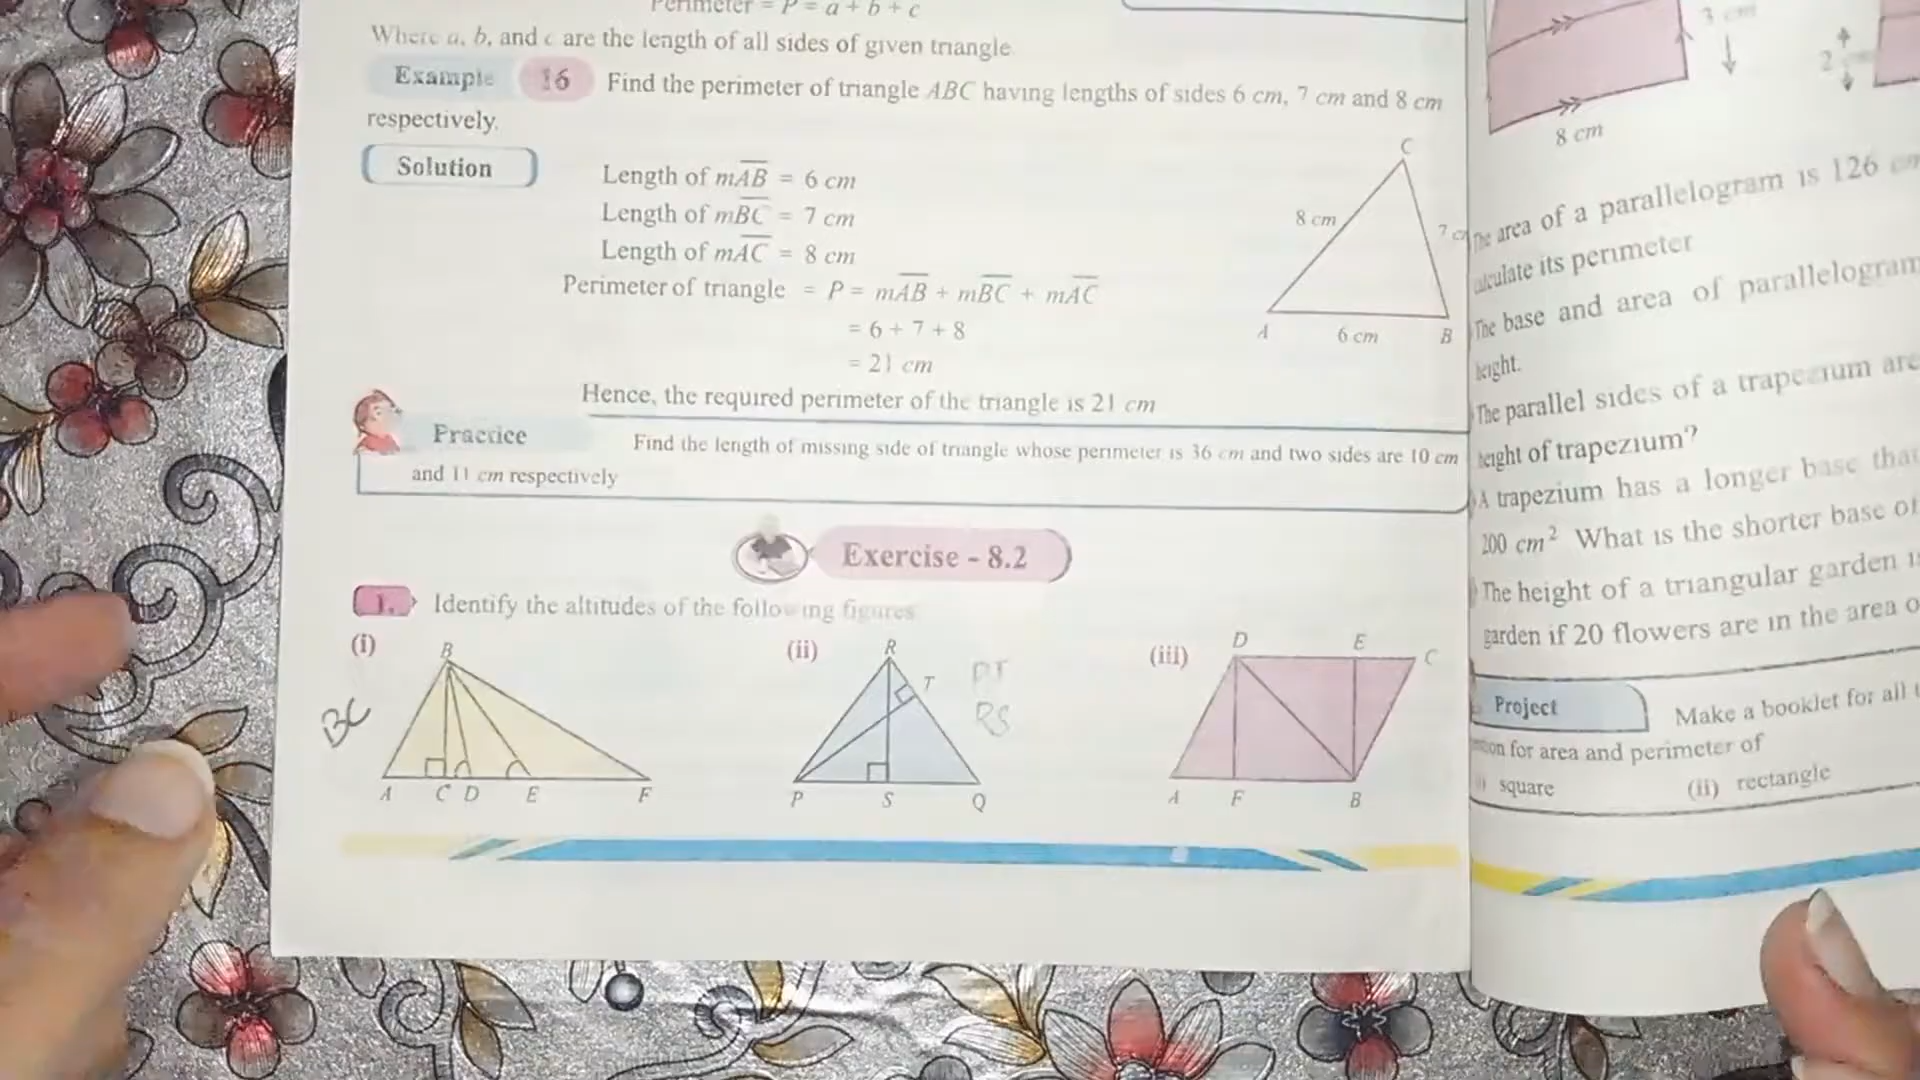 Perimeter = P = a + b + c
Where a, b, and c are the length of all sides of given triangle.
Example 16 Find the perimeter of triangle ABC having lengths of sides 6 cm, 7 cm and 8 cm
respectively.
Solution
Length of mAB = 6 cm
Length of mBC = 7 cm
Length of mAC = 8 cm
Perimeter of triangle = P = mAB + mBC + mAC
= 6 + 7 + 8
= 21 cm
Hence, the required perimeter of the triangle is 21 cm
C
8 cm
7
A 6 cm B
Practice Find the length of missing side of triangle whose perimeter is 36 cm and two sides are 10 cm
and 11 cm respectively
Exercise - 8.2
1. Identify the altitudes of the following figures
(i) B
BC
A C D E F
(ii) R
T
PT
RS
P S Q
(iii) D E C
A F B
3 cm
2
8 cm
The area of a parallelogram is 126
calculate its perimeter
The base and area of parallelogram
height.
The parallel sides of a trapezium are
height of trapezium?
A trapezium has a longer base that
200 cm² What is the shorter base of
The height of a triangular garden
garden if 20 flowers are in the area
Project Make a booklet for all
for area and perimeter of
square (ii) rectangle